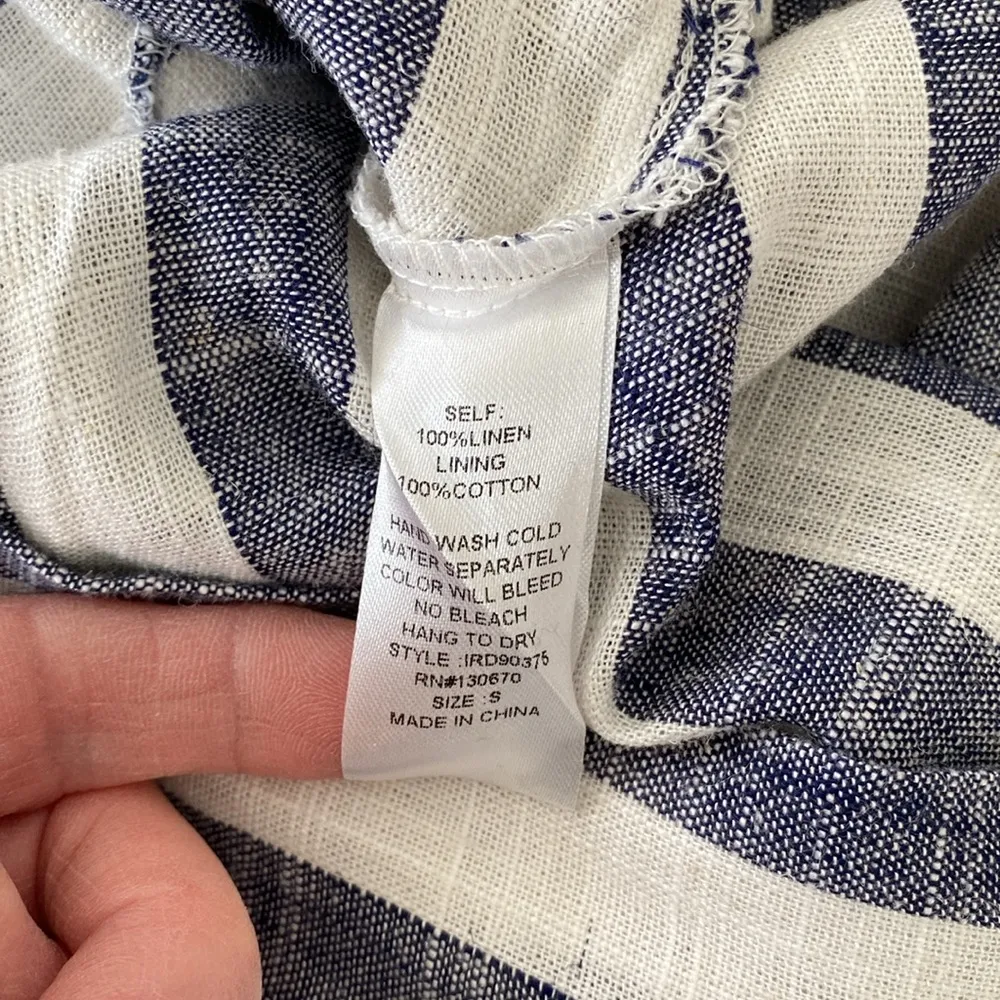 SELF:
100%LINEN
LINING
100%COTTON
HAND WASH COLD
WATER SEPARATELY
COLOR WILL BLEED
NO BLEACH
HANG TO DRY
STYLE :IRD90375
RN#130670
SIZE :S
MADE IN CHINA